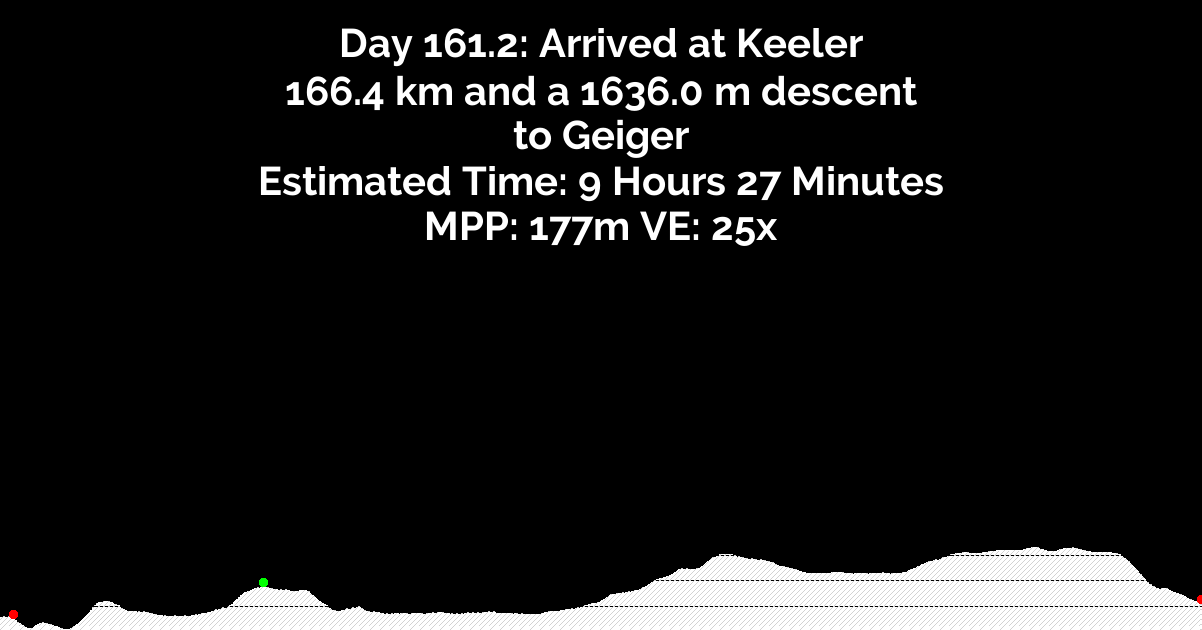 Day 161.2: Arrived at Keeler
166.4 km and a 1636.0 m descent
to Geiger
Estimated Time: 9 Hours 27 Minutes
MPP: 177m VE: 25x